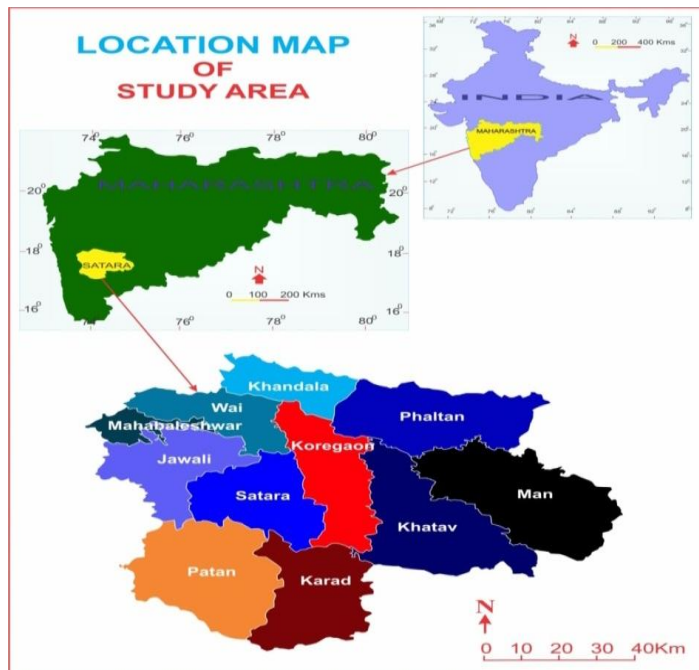 LOCATION MAP
OF
STUDY AREA
N
0 200 400 Kms
INDIA
MAHARASHTRA
74° 76° 78° 80°
MAHARASHTRA
20° 20°
18° 18°
SATARA
N
0 100 200 Kms
16° 16°
74° 76° 78° 80°
Khandala
Wai
Phaltan
Mahabaleshwar
Koregaon
Jawali
Satara
Man
Khatav
Patan
Karad
N
0 10 20 30 40Km